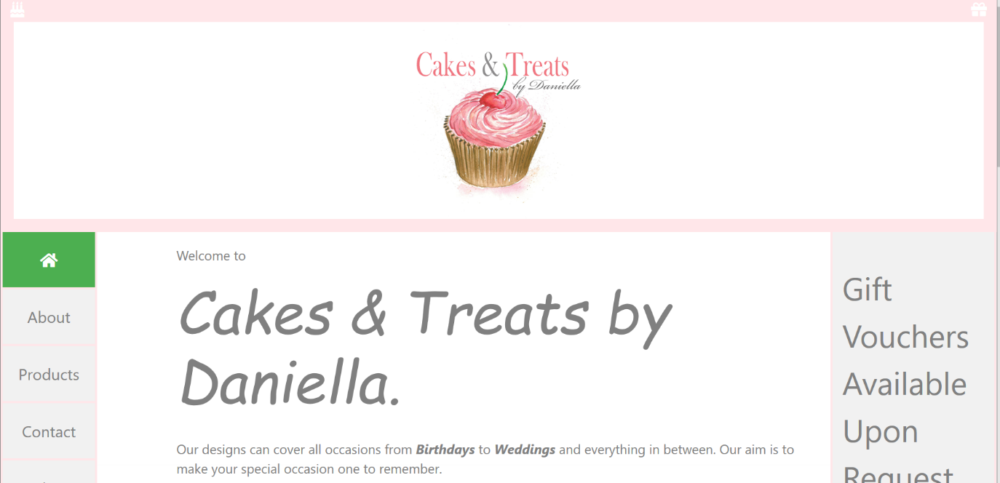 Cakes & Treats
by Daniella
About
Products
Contact
Welcome to
Cakes & Treats by
Daniella.
Our designs can cover all occasions from Birthdays to Weddings and everything in between. Our aim is to
make your special occasion one to remember.
Gift
Vouchers
Available
Upon
Request